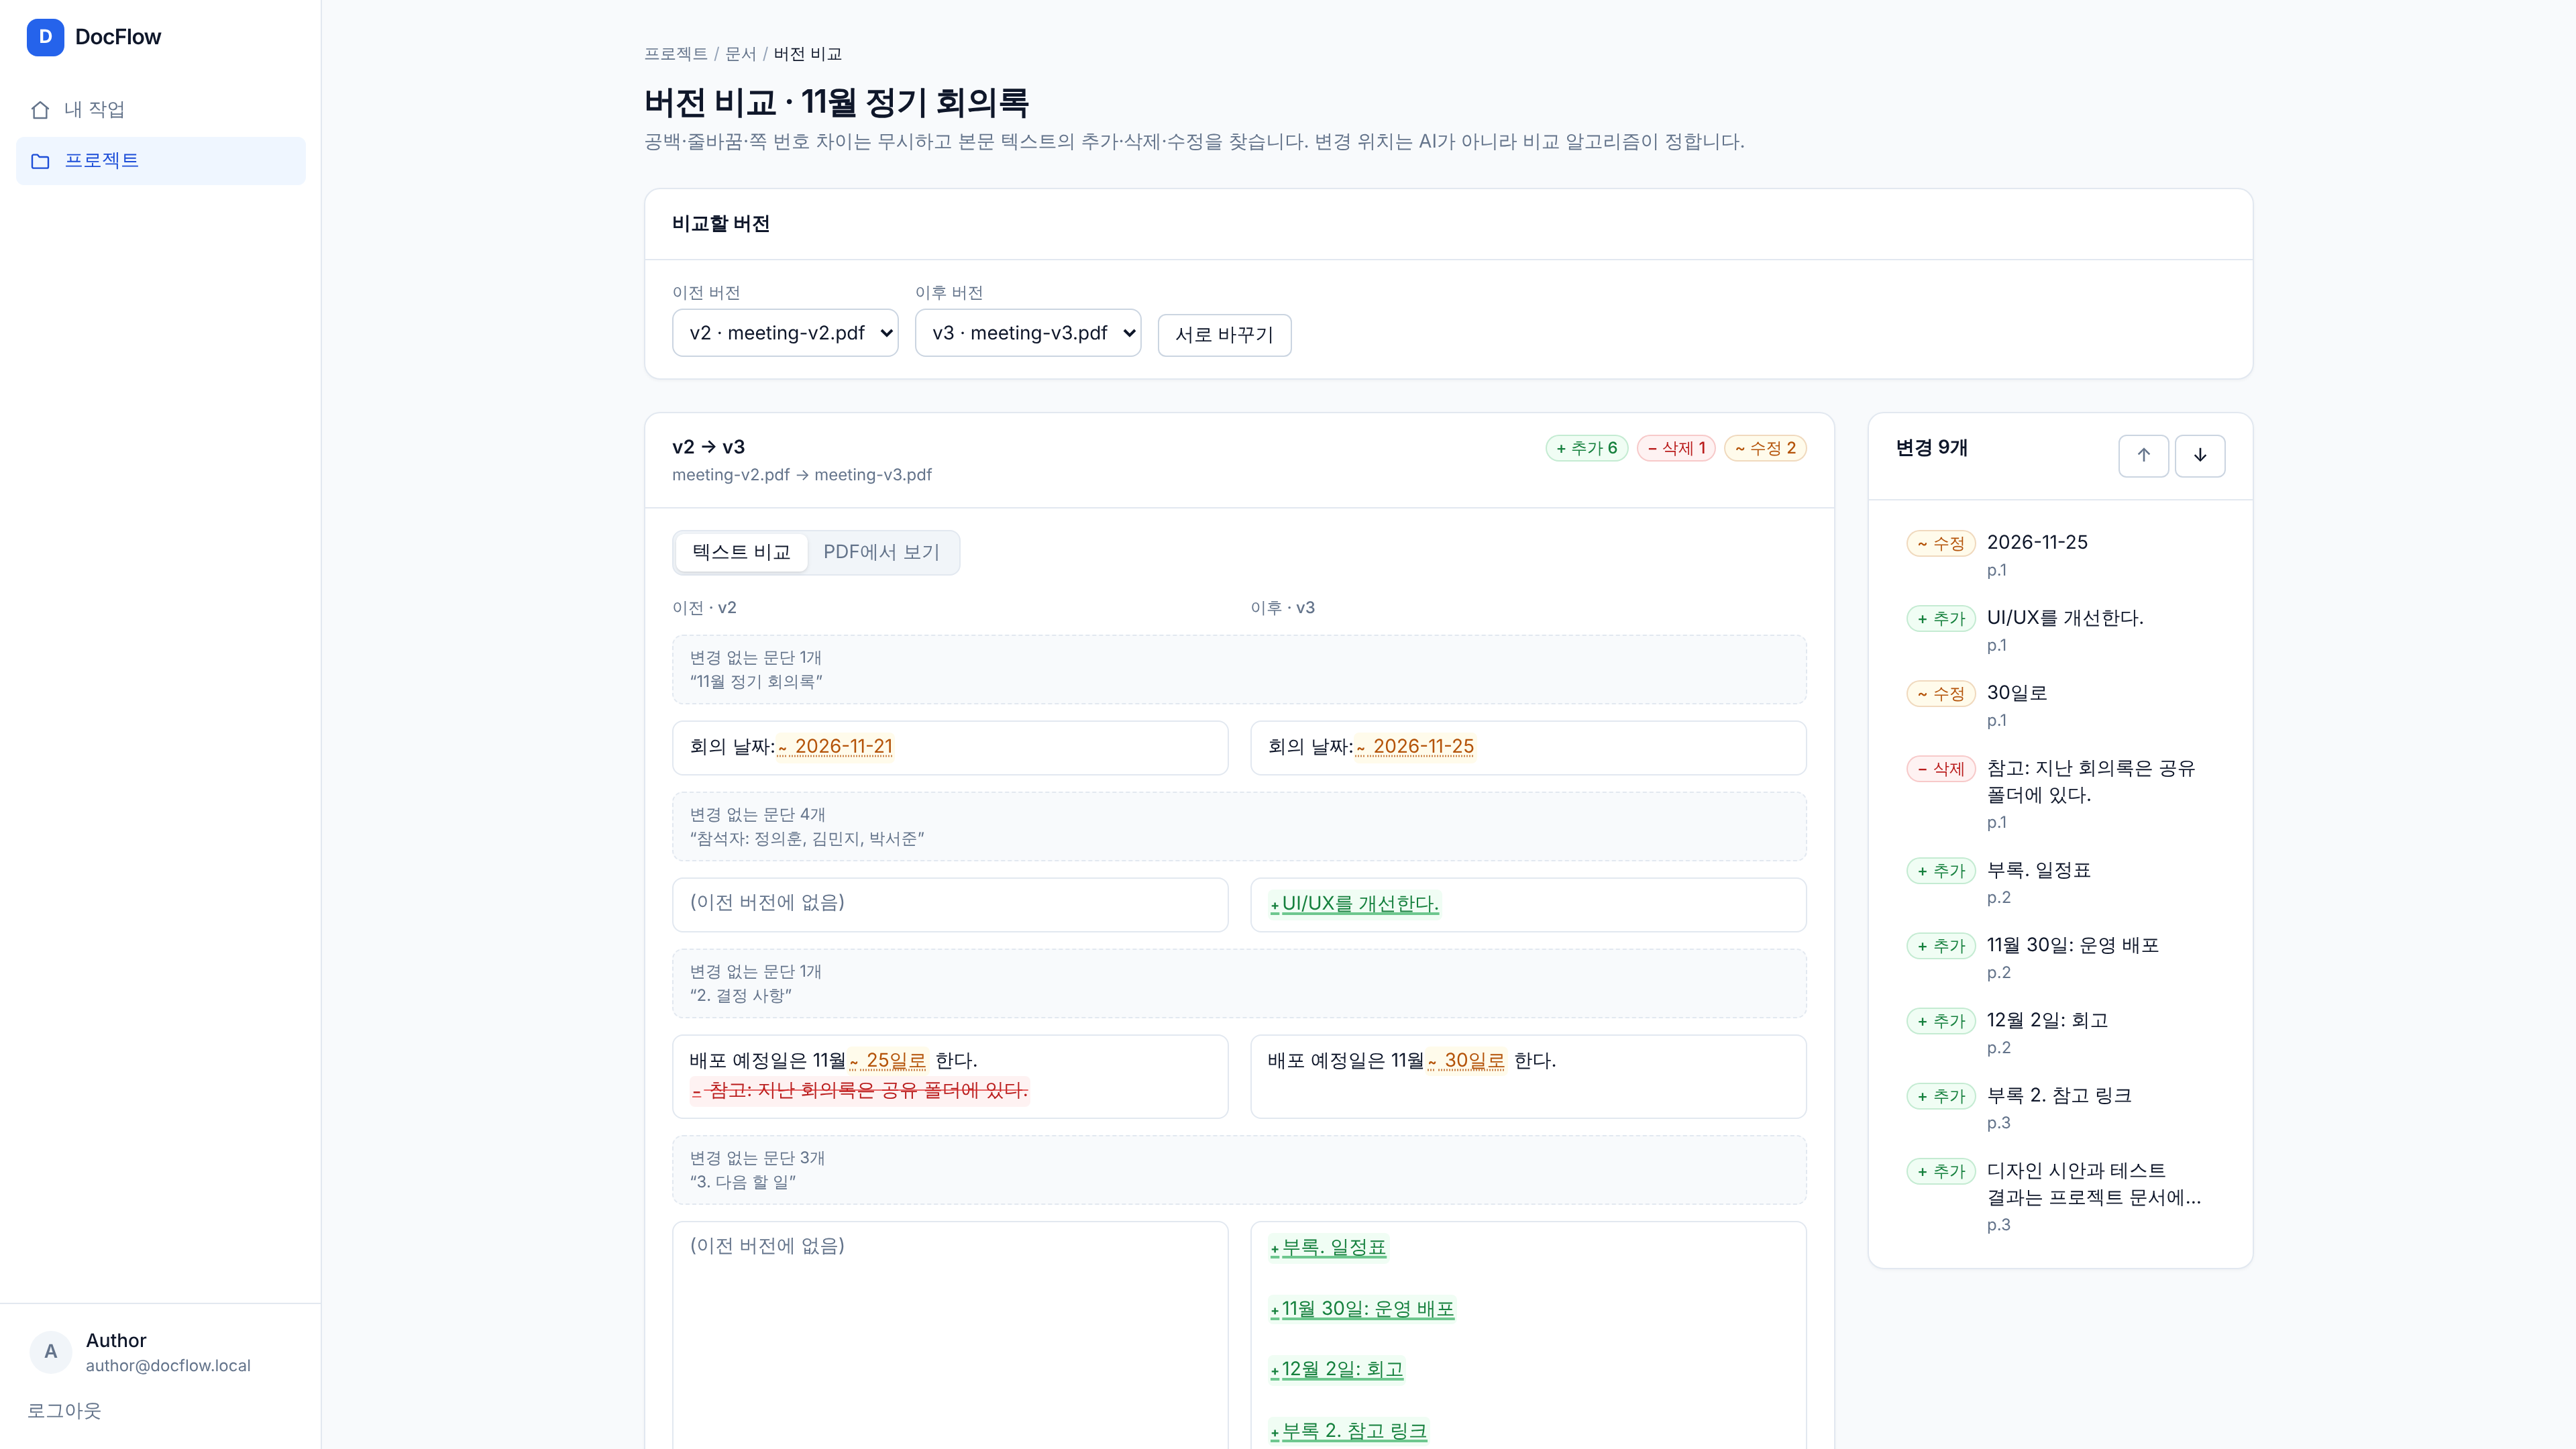 D DocFlow
내 작업
프로젝트
A
Author
author@docflow.local
로그아웃
프로젝트 / 문서 / 버전 비교
버전 비교 · 11월 정기 회의록
공백·줄바꿈·쪽 번호 차이는 무시하고 본문 텍스트의 추가·삭제·수정을 찾습니다. 변경 위치는 AI가 아니라 비교 알고리즘이 정합니다.
비교할 버전
이전 버전
이후 버전
v2 · meeting-v2.pdf
v3 · meeting-v3.pdf
서로 바꾸기
v2 → v3
meeting-v2.pdf → meeting-v3.pdf
+ 추가 6
− 삭제 1
~ 수정 2
텍스트 비교
PDF에서 보기
이전 · v2
이후 · v3
변경 없는 문단 1개
“11월 정기 회의록”
회의 날짜:~ 2026-11-21
회의 날짜:~ 2026-11-25
변경 없는 문단 4개
“참석자: 정의훈, 김민지, 박서준”
(이전 버전에 없음)
+UI/UX를 개선한다.
변경 없는 문단 1개
“2. 결정 사항”
배포 예정일은 11월~ 25일로 한다.
− 참고: 지난 회의록은 공유 폴더에 있다.
배포 예정일은 11월~ 30일로 한다.
변경 없는 문단 3개
“3. 다음 할 일”
(이전 버전에 없음)
+부록. 일정표
+11월 30일: 운영 배포
+12월 2일: 회고
+부록 2. 참고 링크
변경 9개
↑
↓
~ 수정
2026-11-25
p.1
+ 추가
UI/UX를 개선한다.
p.1
~ 수정
30일로
p.1
− 삭제
참고: 지난 회의록은 공유
폴더에 있다.
p.1
+ 추가
부록. 일정표
p.2
+ 추가
11월 30일: 운영 배포
p.2
+ 추가
12월 2일: 회고
p.2
+ 추가
부록 2. 참고 링크
p.3
+ 추가
디자인 시안과 테스트
결과는 프로젝트 문서에...
p.3